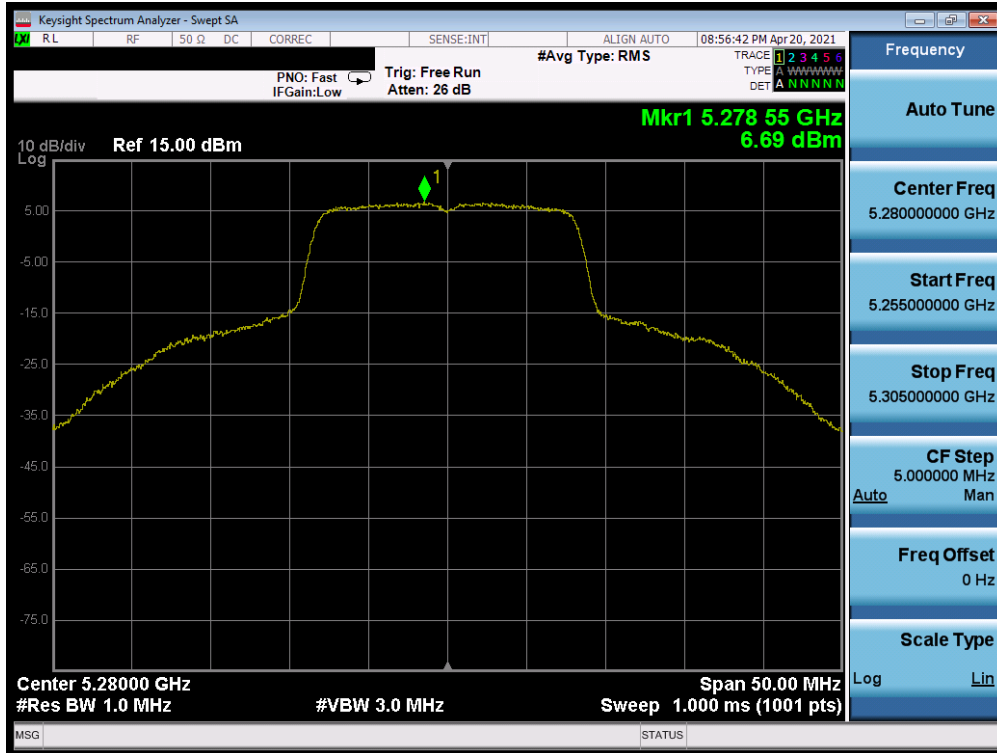 Keysight Spectrum Analyzer - Swept SA
LXI RL RF 50 Ω DC CORREC SENSE:INT ALIGN AUTO 08:56:42 PM Apr 20, 2021
#Avg Type: RMS TRACE 1 2 3 4 5 6
PNO: Fast Trig: Free Run TYPE A WWWWW
IFGain:Low Atten: 26 dB DET A N N N N N
Mkr1 5.278 55 GHz
6.69 dBm
10 dB/div Ref 15.00 dBm
Log
1
5.00
-5.00
-15.0
-25.0
-35.0
-45.0
-55.0
-65.0
-75.0
Center 5.28000 GHz Span 50.00 MHz
#Res BW 1.0 MHz #VBW 3.0 MHz Sweep 1.000 ms (1001 pts)
MSG STATUS
Frequency
Auto Tune
Center Freq
5.280000000 GHz
Start Freq
5.255000000 GHz
Stop Freq
5.305000000 GHz
CF Step
5.000000 MHz
Auto Man
Freq Offset
0 Hz
Scale Type
Log Lin